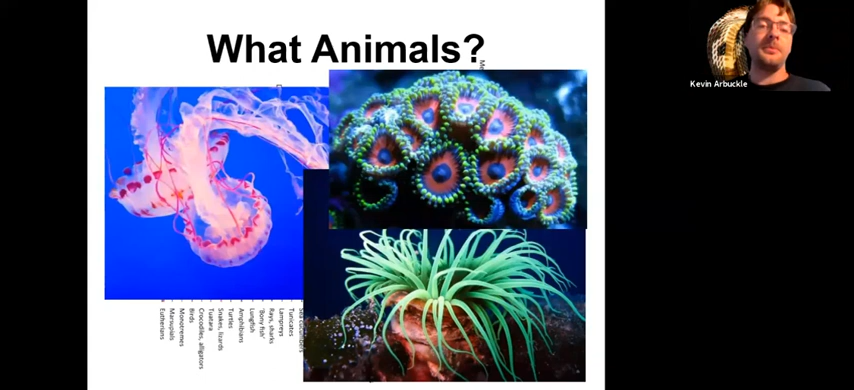 What Animals?
Kevin Arbuckle
Eutherians
Marsupials
Monotremes
Birds
Crocodiles, alligators
Tuatara
Snakes, lizards
Turtles
Amphibians
Lungfish
'Bony fish'
Rays, sharks
Lampreys
Tunicates
Sea cucumbers